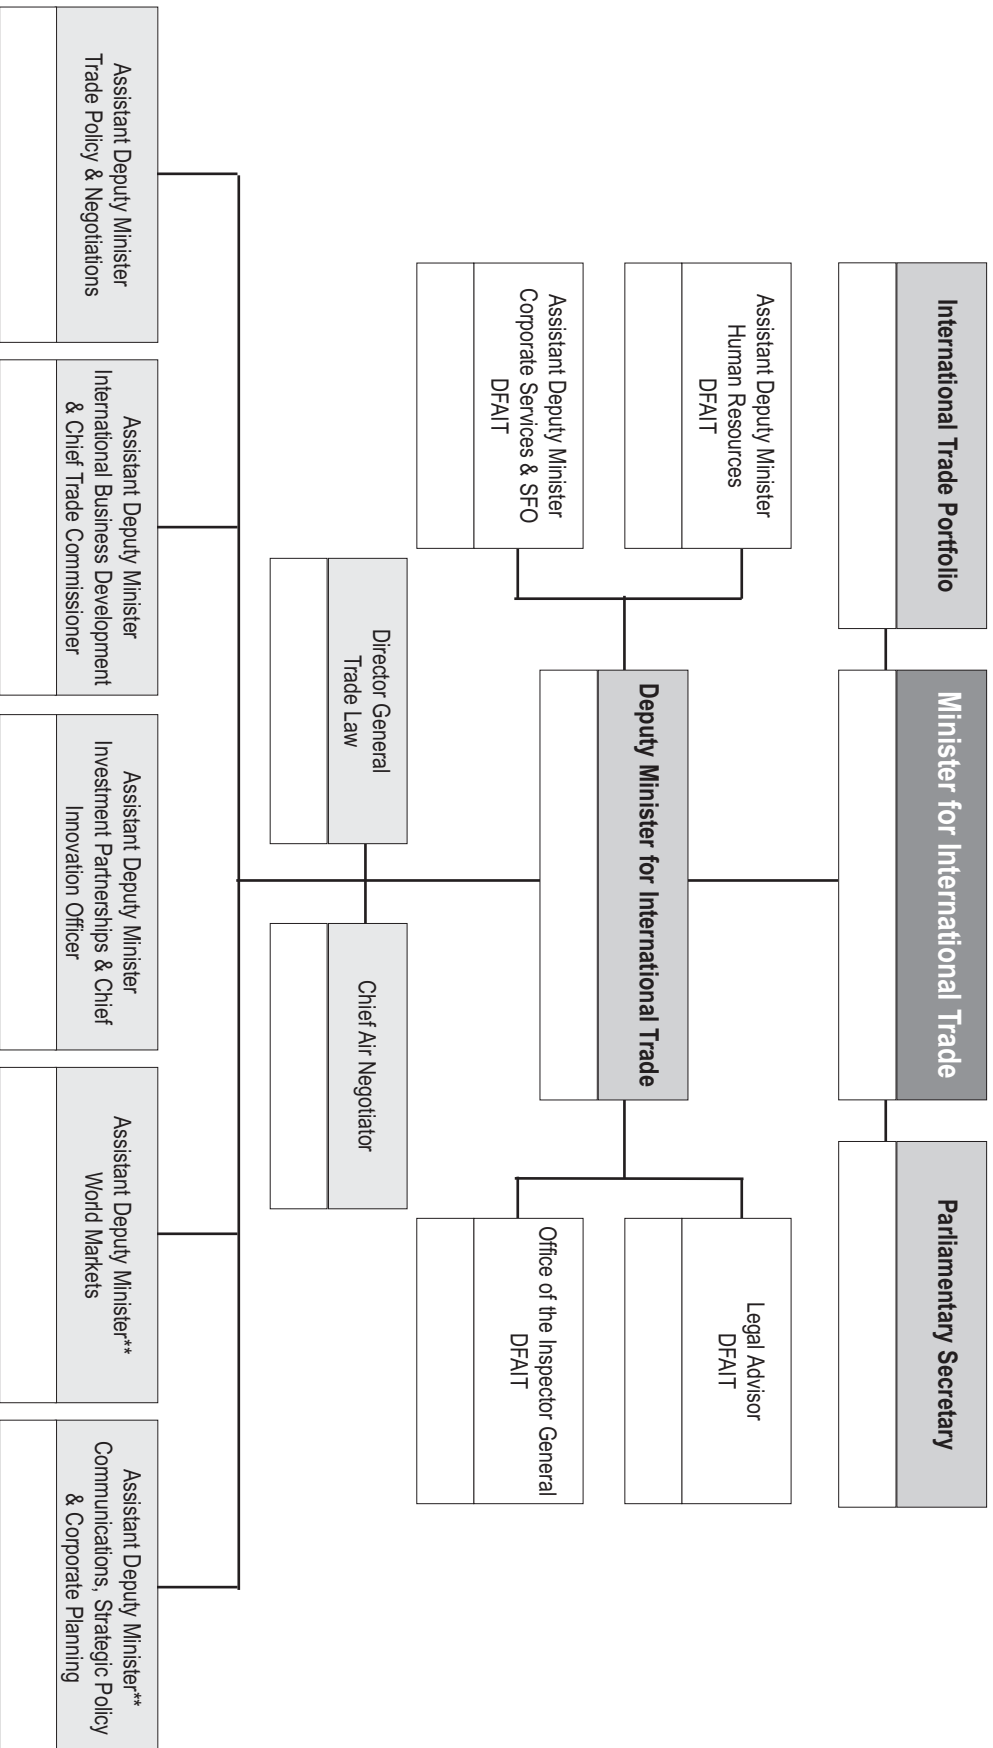 International Trade Portfolio
Minister for International Trade
Parliamentary Secretary
Assistant Deputy Minister
Human Resources
DFAIT
Legal Advisor
DFAIT
Deputy Minister for International Trade
Assistant Deputy Minister
Corporate Services & SFO
DFAIT
Office of the Inspector General
DFAIT
Director General
Trade Law
Chief Air Negotiator
Assistant Deputy Minister
Trade Policy & Negotiations
Assistant Deputy Minister
International Business Development
& Chief Trade Commissioner
Assistant Deputy Minister
Investment Partnerships & Chief
Innovation Officer
Assistant Deputy Minister**
World Markets
Assistant Deputy Minister**
Communications, Strategic Policy
& Corporate Planning